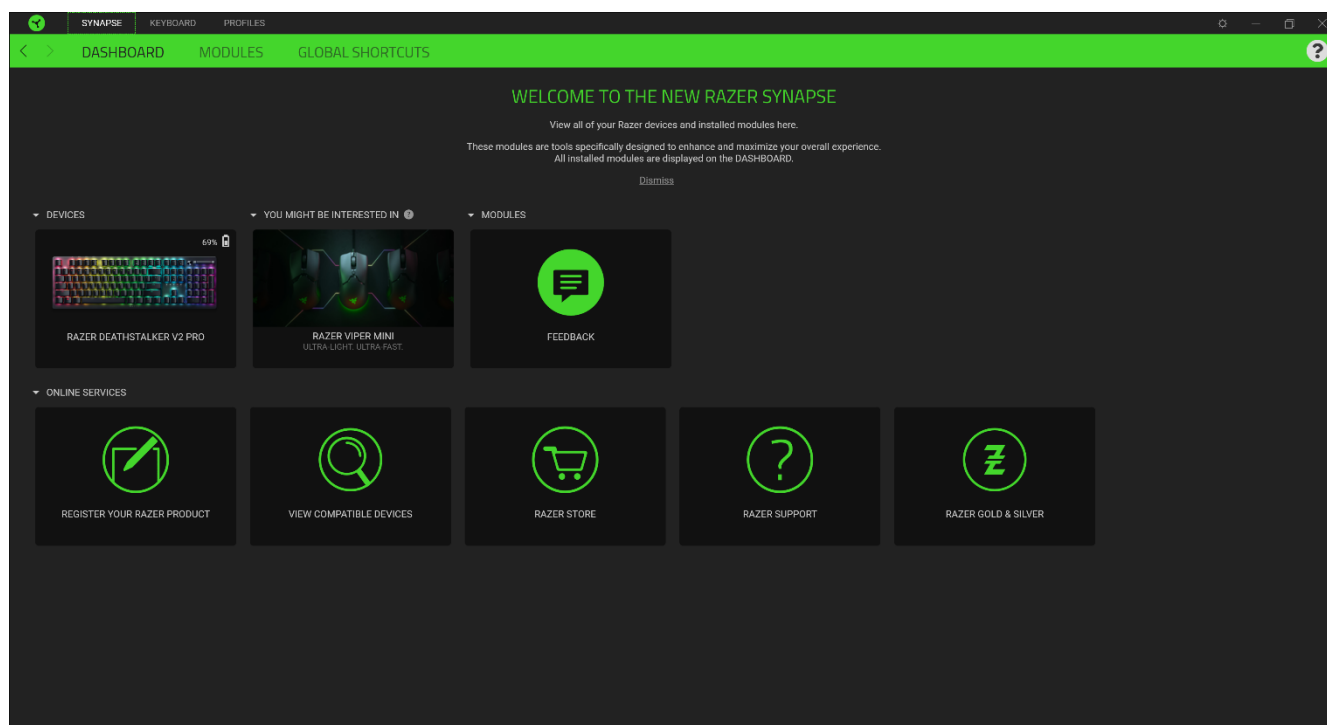 SYNAPSE KEYBOARD PROFILES
DASHBOARD MODULES GLOBAL SHORTCUTS ?
WELCOME TO THE NEW RAZER SYNAPSE
View all of your Razer devices and installed modules here.
These modules are tools specifically designed to enhance and maximize your overall experience.
All installed modules are displayed on the DASHBOARD.
Dismiss
DEVICES
69%
RAZER DEATHSTALKER V2 PRO
YOU MIGHT BE INTERESTED IN ?
RAZER VIPER MINI
ULTRA-LIGHT. ULTRA-FAST.
MODULES
FEEDBACK
ONLINE SERVICES
REGISTER YOUR RAZER PRODUCT
VIEW COMPATIBLE DEVICES
RAZER STORE
RAZER SUPPORT
RAZER GOLD & SILVER